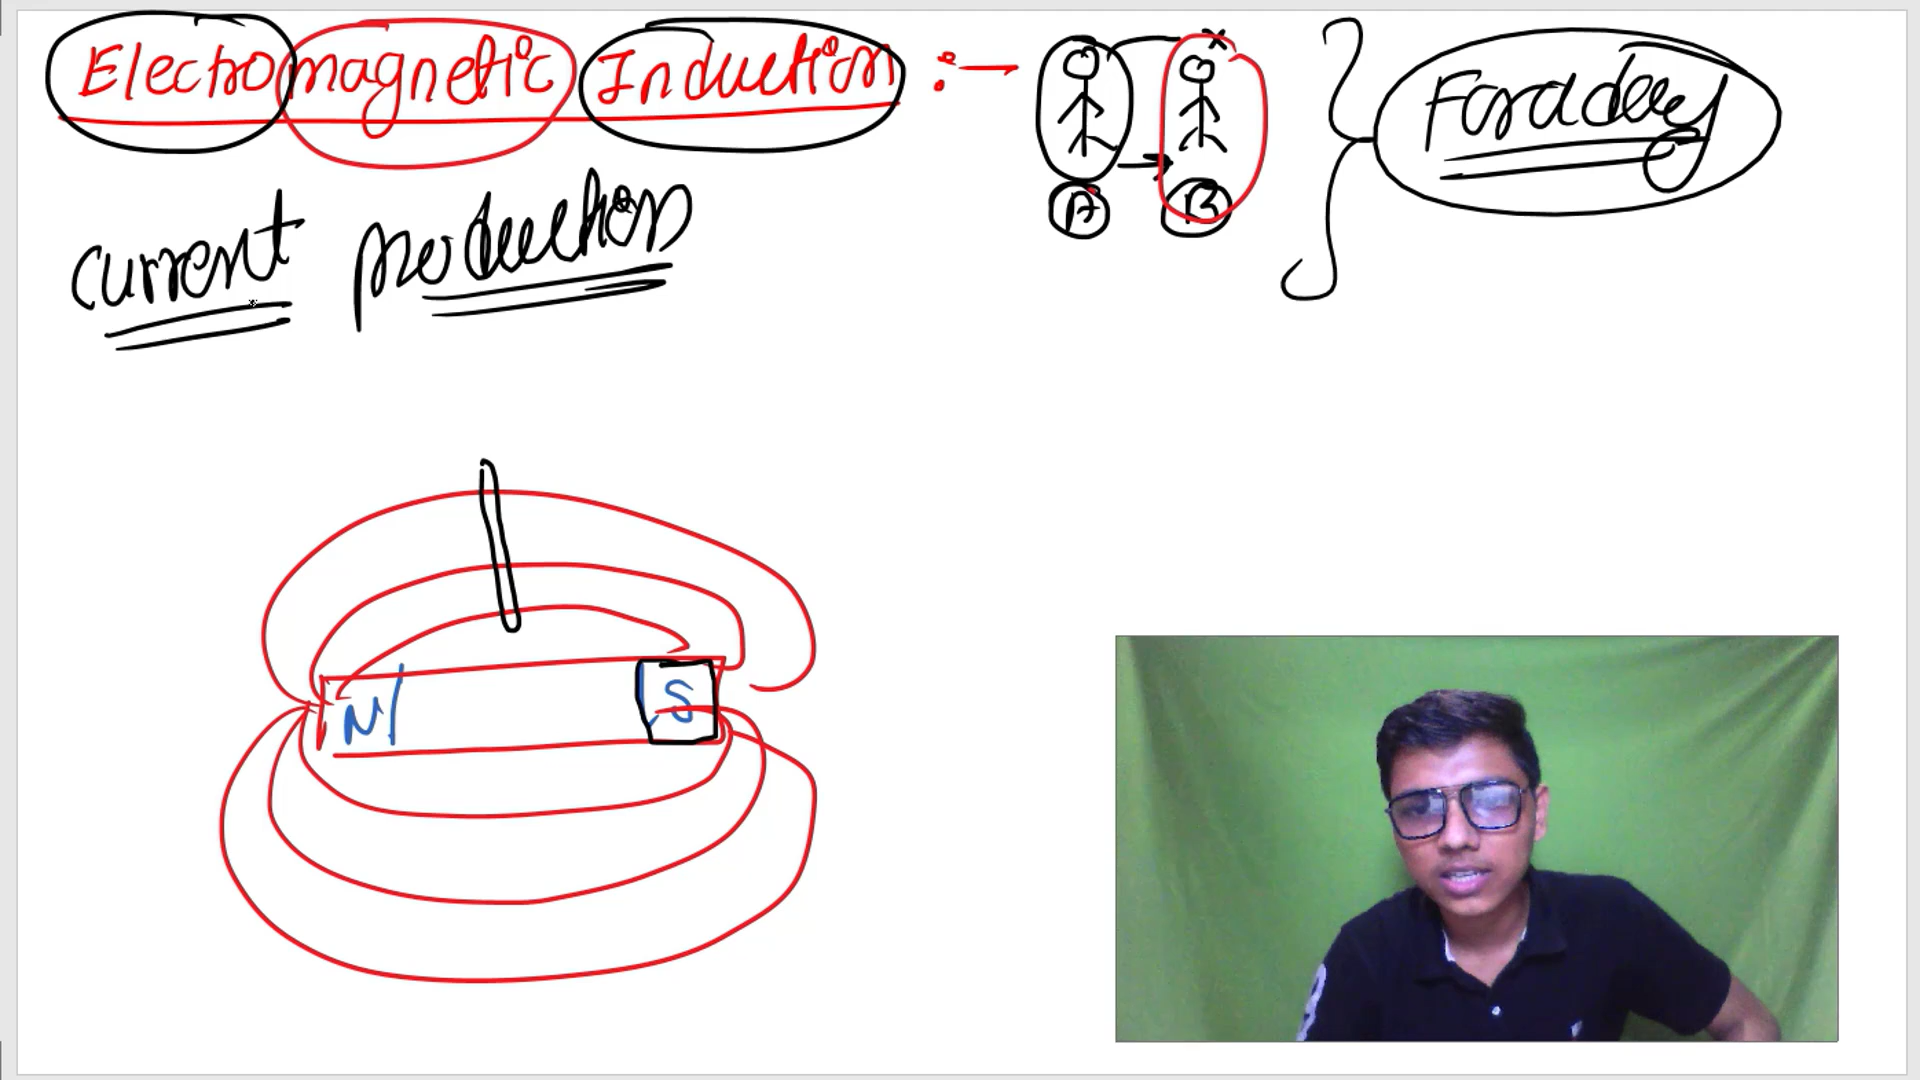 Electromagnetic Induction :-
A B
Faraday
current production
N S